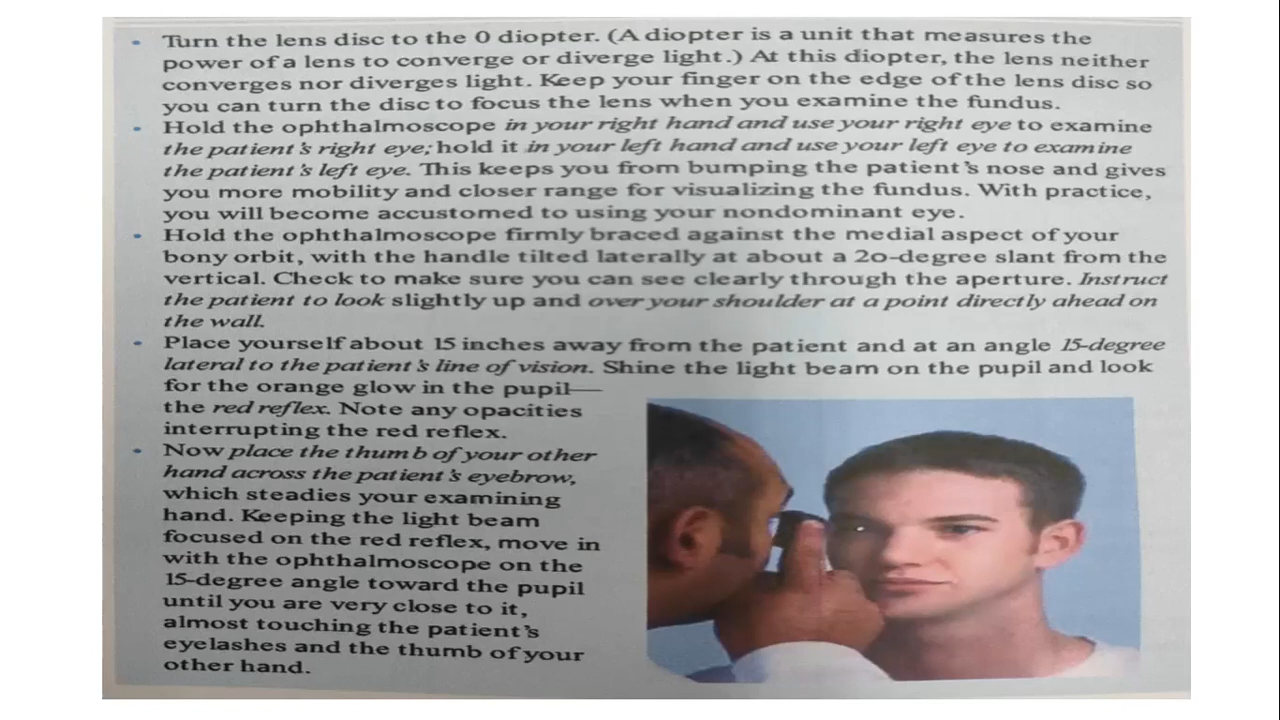 • Turn the lens disc to the 0 diopter. (A diopter is a unit that measures the
power of a lens to converge or diverge light.) At this diopter, the lens neither
converges nor diverges light. Keep your finger on the edge of the lens disc so
you can turn the disc to focus the lens when you examine the fundus.
• Hold the ophthalmoscope in your right hand and use your right eye to examine
the patient's right eye; hold it in your left hand and use your left eye to examine
the patient's left eye. This keeps you from bumping the patient's nose and gives
you more mobility and closer range for visualizing the fundus. With practice,
you will become accustomed to using your nondominant eye.
• Hold the ophthalmoscope firmly braced against the medial aspect of your
bony orbit, with the handle tilted laterally at about a 20-degree slant from the
vertical. Check to make sure you can see clearly through the aperture. Instruct
the patient to look slightly up and over your shoulder at a point directly ahead on
the wall.
• Place yourself about 15 inches away from the patient and at an angle 15-degree
lateral to the patient's line of vision. Shine the light beam on the pupil and look
for the orange glow in the pupil—
the red reflex. Note any opacities
interrupting the red reflex.
• Now place the thumb of your other
hand across the patient's eyebrow,
which steadies your examining
hand. Keeping the light beam
focused on the red reflex, move in
with the ophthalmoscope on the
15-degree angle toward the pupil
until you are very close to it,
almost touching the patient's
eyelashes and the thumb of your
other hand.